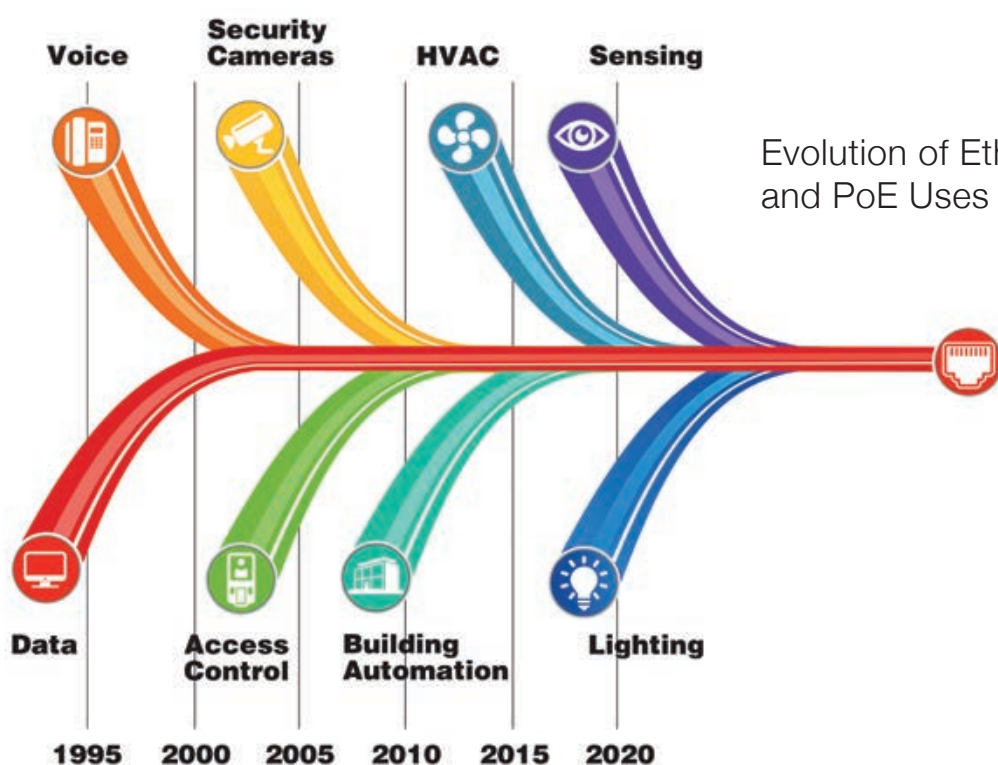 Voice
Security
Cameras
HVAC
Sensing
Evolution of Eth
and PoE Uses
Data
Access
Control
Building
Automation
Lighting
1995 2000 2005 2010 2015 2020